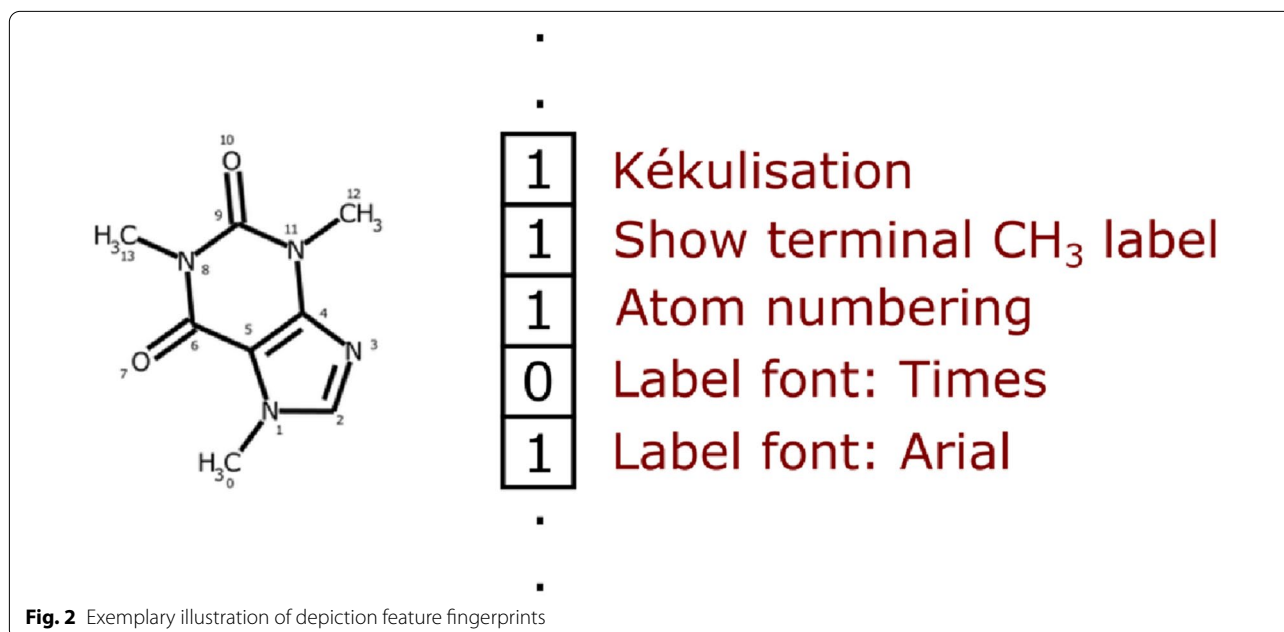 10
O
12
CH3
9
11
H3C
13
N
8
N
4
5
6
O
7
N
3
N
1
2
H3C
0
1 Kékulisation
1 Show terminal CH3 label
1 Atom numbering
0 Label font: Times
1 Label font: Arial
Fig. 2 Exemplary illustration of depiction feature fingerprints